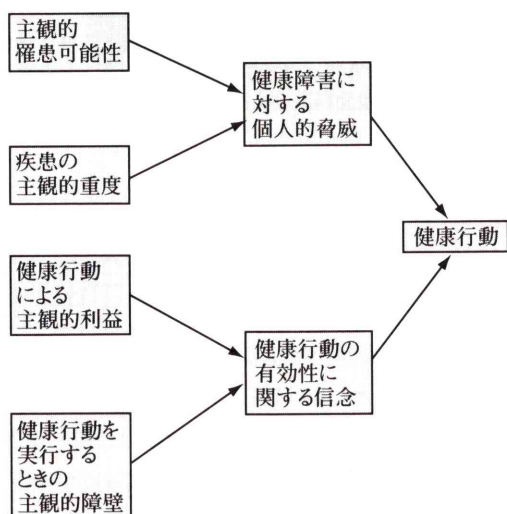 主観的
罹患可能性
健康障害に
対する
個人的脅威
疾患の
主観的重度
健康行動
健康行動
による
主観的利益
健康行動の
有効性に
関する信念
健康行動を
実行する
ときの
主観的障壁